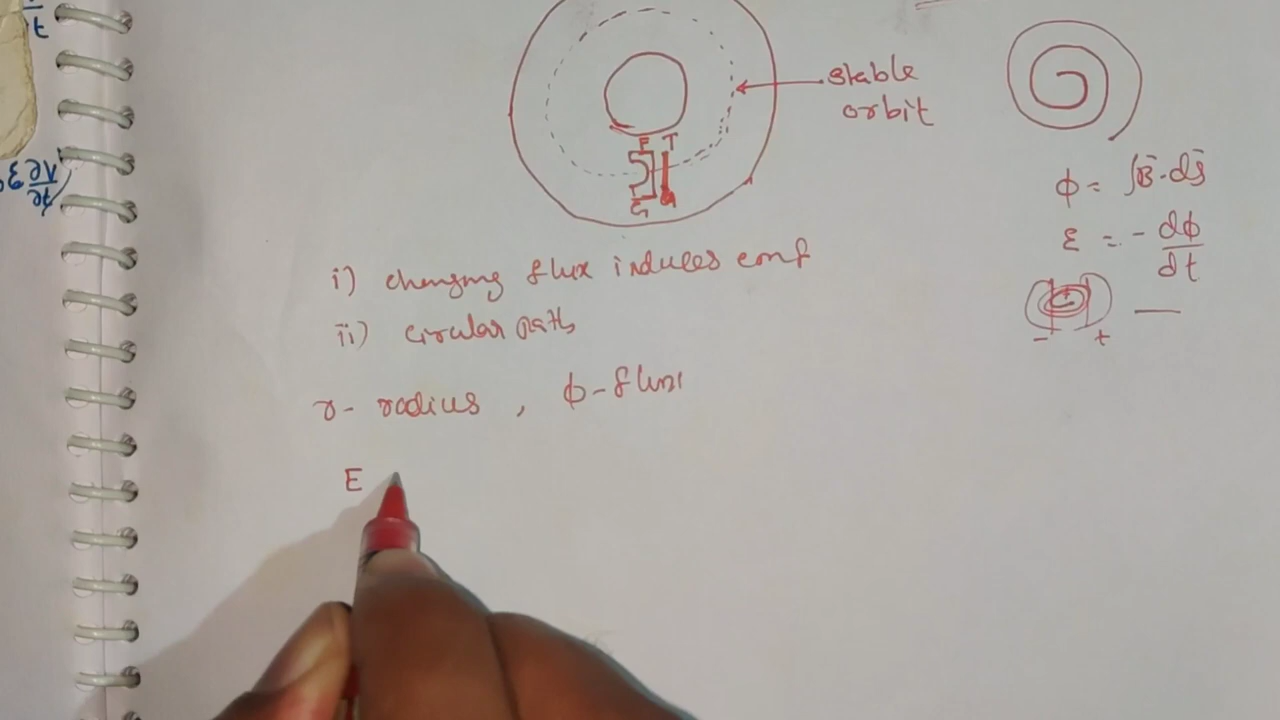 stable
orbit
F T
G
ϕ = ∫B̄·ds̄
ε = - dϕ/dt
- +
i) changing flux induces emf
ii) circular path
r - radius , ϕ - flux
E